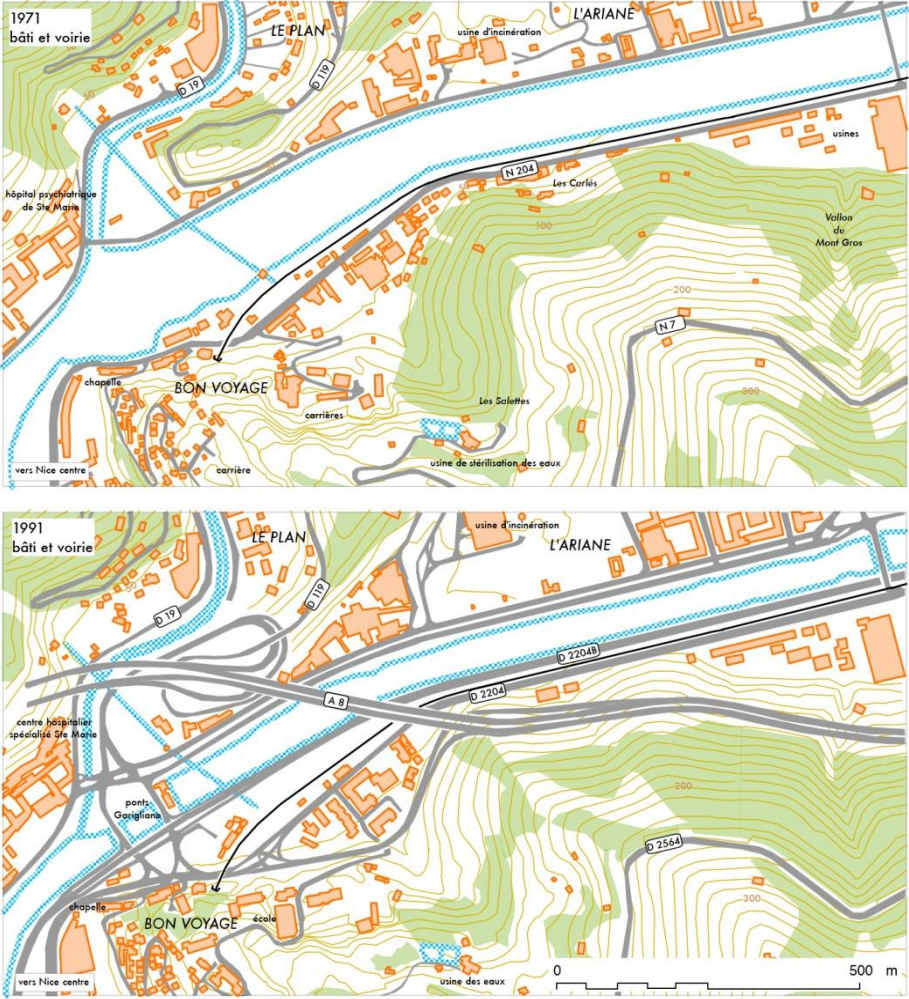 1971
bâti et voirie
LE PLAN
L'ARIANE
usine d'incinération
D 19
D 119
50
usines
N 204
Les Carlés
hôpital psychiatrique
de Ste Marie
50
100
Vallon
du
Mont Gros
200
N 7
chapelle
BON VOYAGE
300
Les Salettes
carrières
vers Nice centre
carrière
usine de stérilisation des eaux
1991
bâti et voirie
LE PLAN
usine d'incinération
L'ARIANE
50
D 119
D 19
D 2204B
D 2204
A 8
centre hospitalier
spécialisé Ste Marie
200
ponts
Garigliano
D 2564
chapelle
300
BON VOYAGE
école
vers Nice centre
usine des eaux
0 500 m